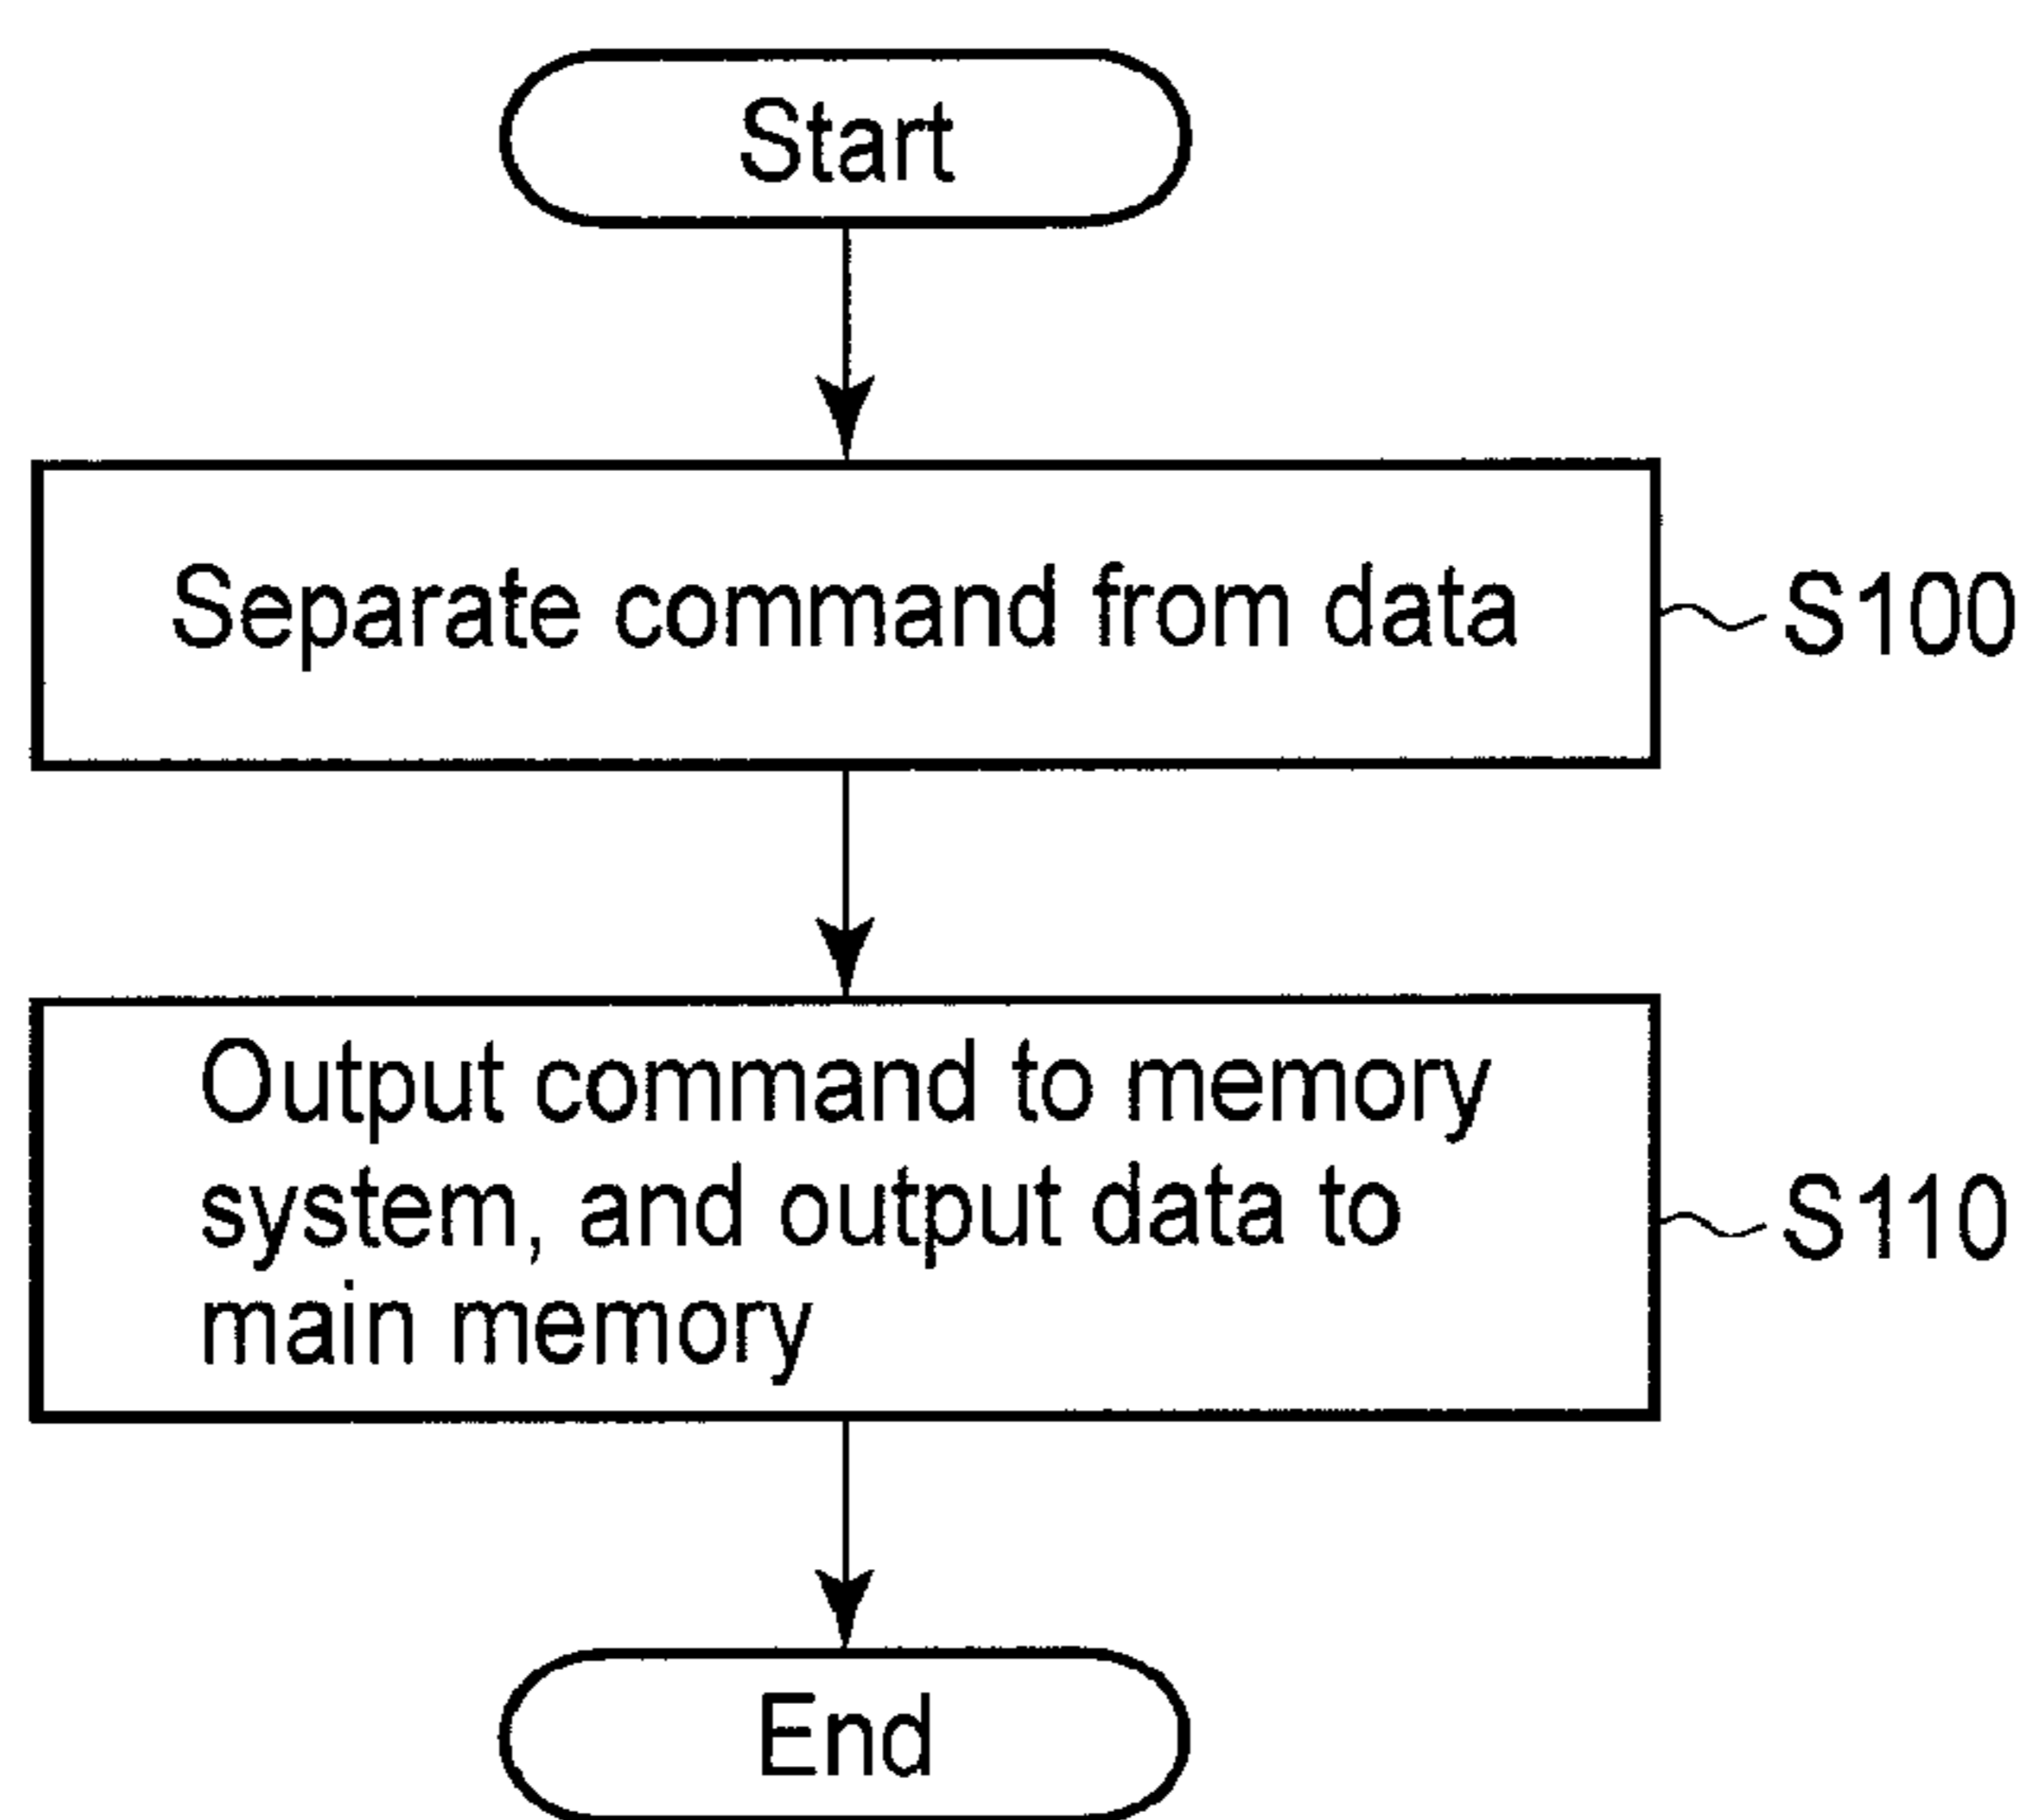 Start
Separate command from data
S100
Output command to memory
system, and output data to
main memory
S110
End